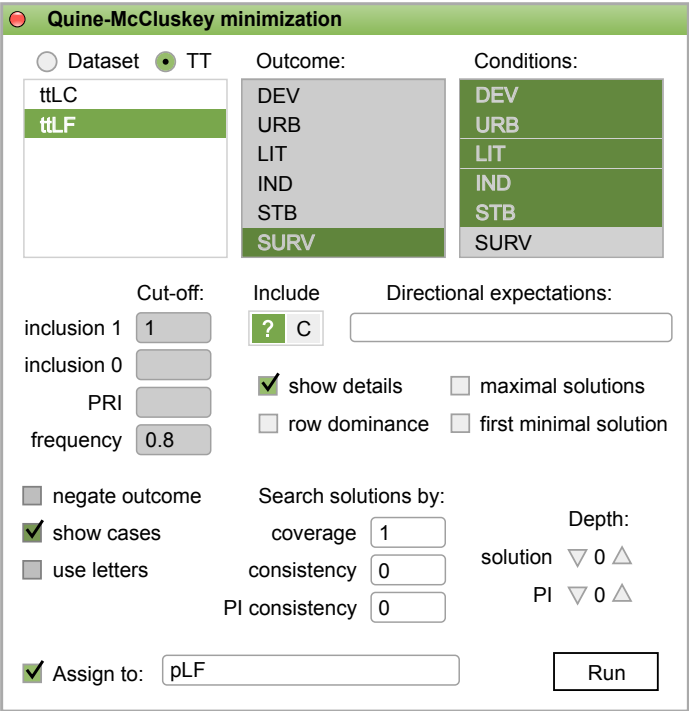 Quine-McCluskey minimization
Dataset TT Outcome: Conditions:
ttLC DEV DEV
ttLF URB URB
LIT LIT
IND IND
STB STB
SURV SURV
Cut-off: Include Directional expectations:
inclusion 1 1 ? C
inclusion 0
PRI show details maximal solutions
frequency 0.8 row dominance first minimal solution
negate outcome Search solutions by:
show cases coverage 1 Depth:
use letters consistency 0 solution 0
PI consistency 0 PI 0
Assign to: pLF Run